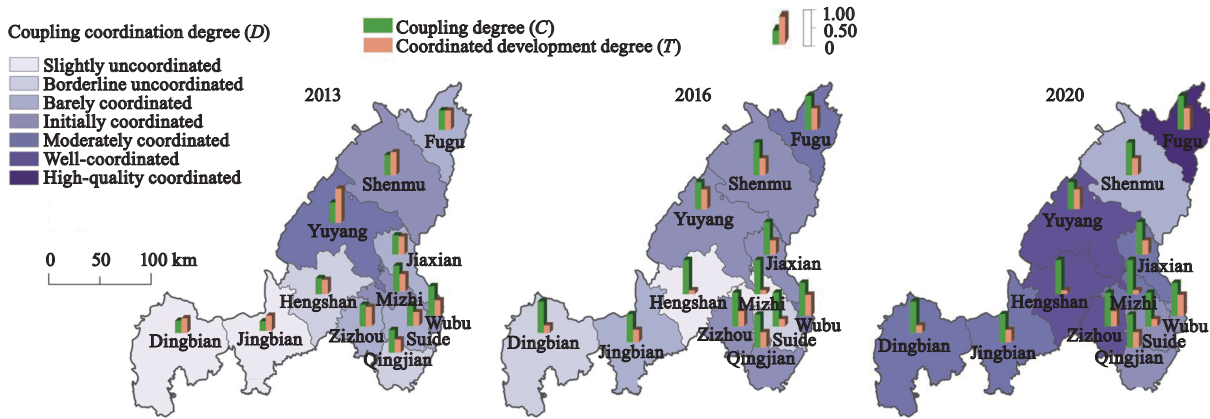 Coupling coordination degree (D)
Slightly uncoordinated
Borderline uncoordinated
Barely coordinated
Initially coordinated
Moderately coordinated
Well-coordinated
High-quality coordinated
Coupling degree (C)
Coordinated development degree (T)
1.00
0.50
0
0 50 100 km
2013
Fugu
Shenmu
Yuyang
Jiaxian
Hengshan
Mizhi
Wubu
Dingbian
Jingbian
Zizhou
Suide
Qingjian
2016
Fugu
Shenmu
Yuyang
Jiaxian
Hengshan
Mizhi
Wubu
Zizhou
Suide
Dingbian
Jingbian
Qingjian
2020
Fugu
Shenmu
Yuyang
Jiaxian
Hengshan
Mizhi
Wubu
Dingbian
Jingbian
Zizhou
Suide
Qingjian